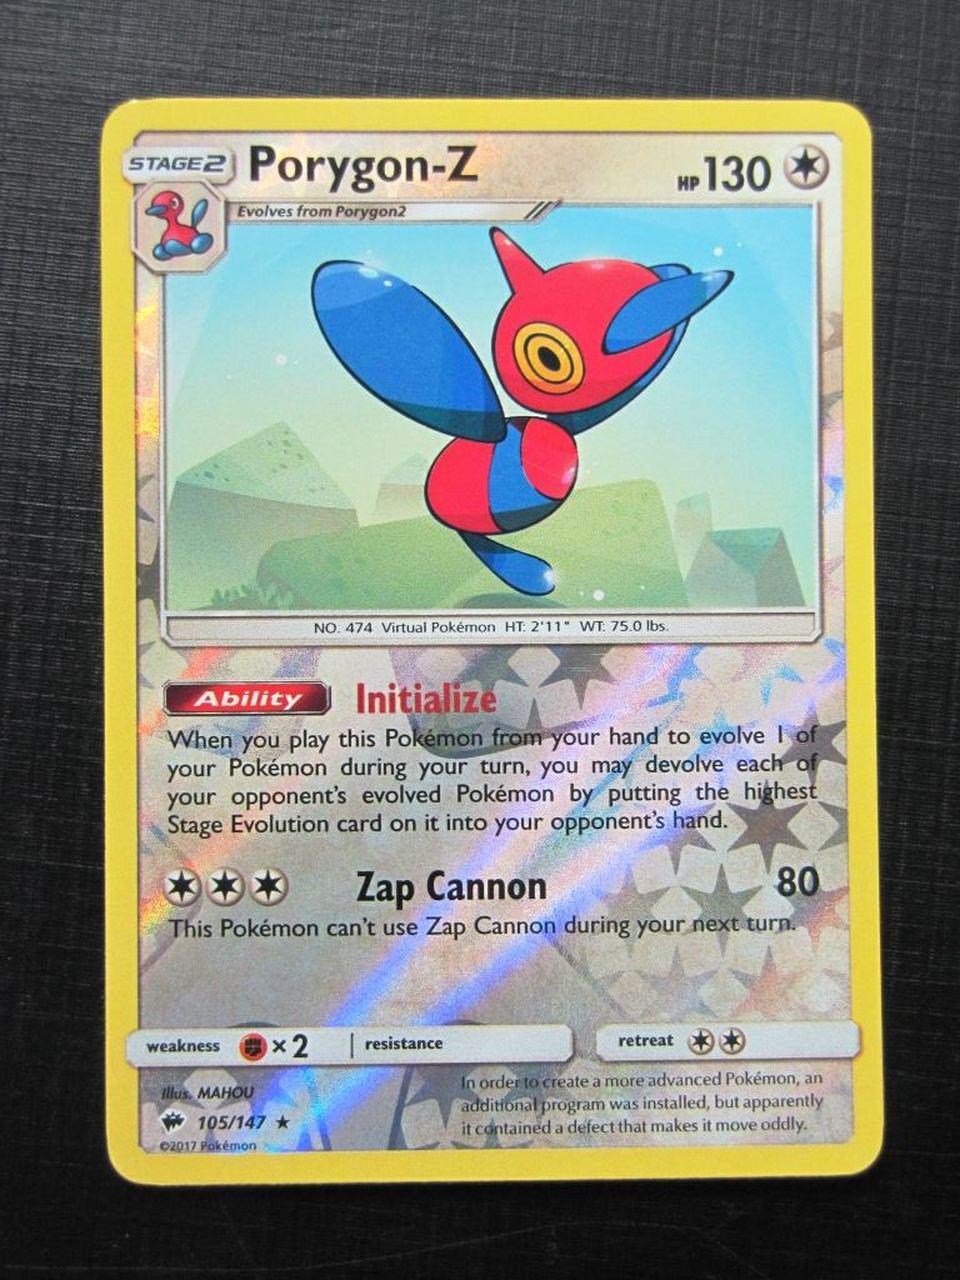 STAGE2
Porygon-Z
HP 130
Evolves from Porygon2
NO. 474 Virtual Pokémon HT: 2'11" WT: 75.0 lbs.
Ability Initialize
When you play this Pokémon from your hand to evolve 1 of
your Pokémon during your turn, you may devolve each of
your opponent's evolved Pokémon by putting the highest
Stage Evolution card on it into your opponent's hand.
Zap Cannon 80
This Pokémon can't use Zap Cannon during your next turn.
weakness ×2 resistance retreat
Illus. MAHOU
105/147 ★
©2017 Pokémon
In order to create a more advanced Pokémon, an
additional program was installed, but apparently
it contained a defect that makes it move oddly.